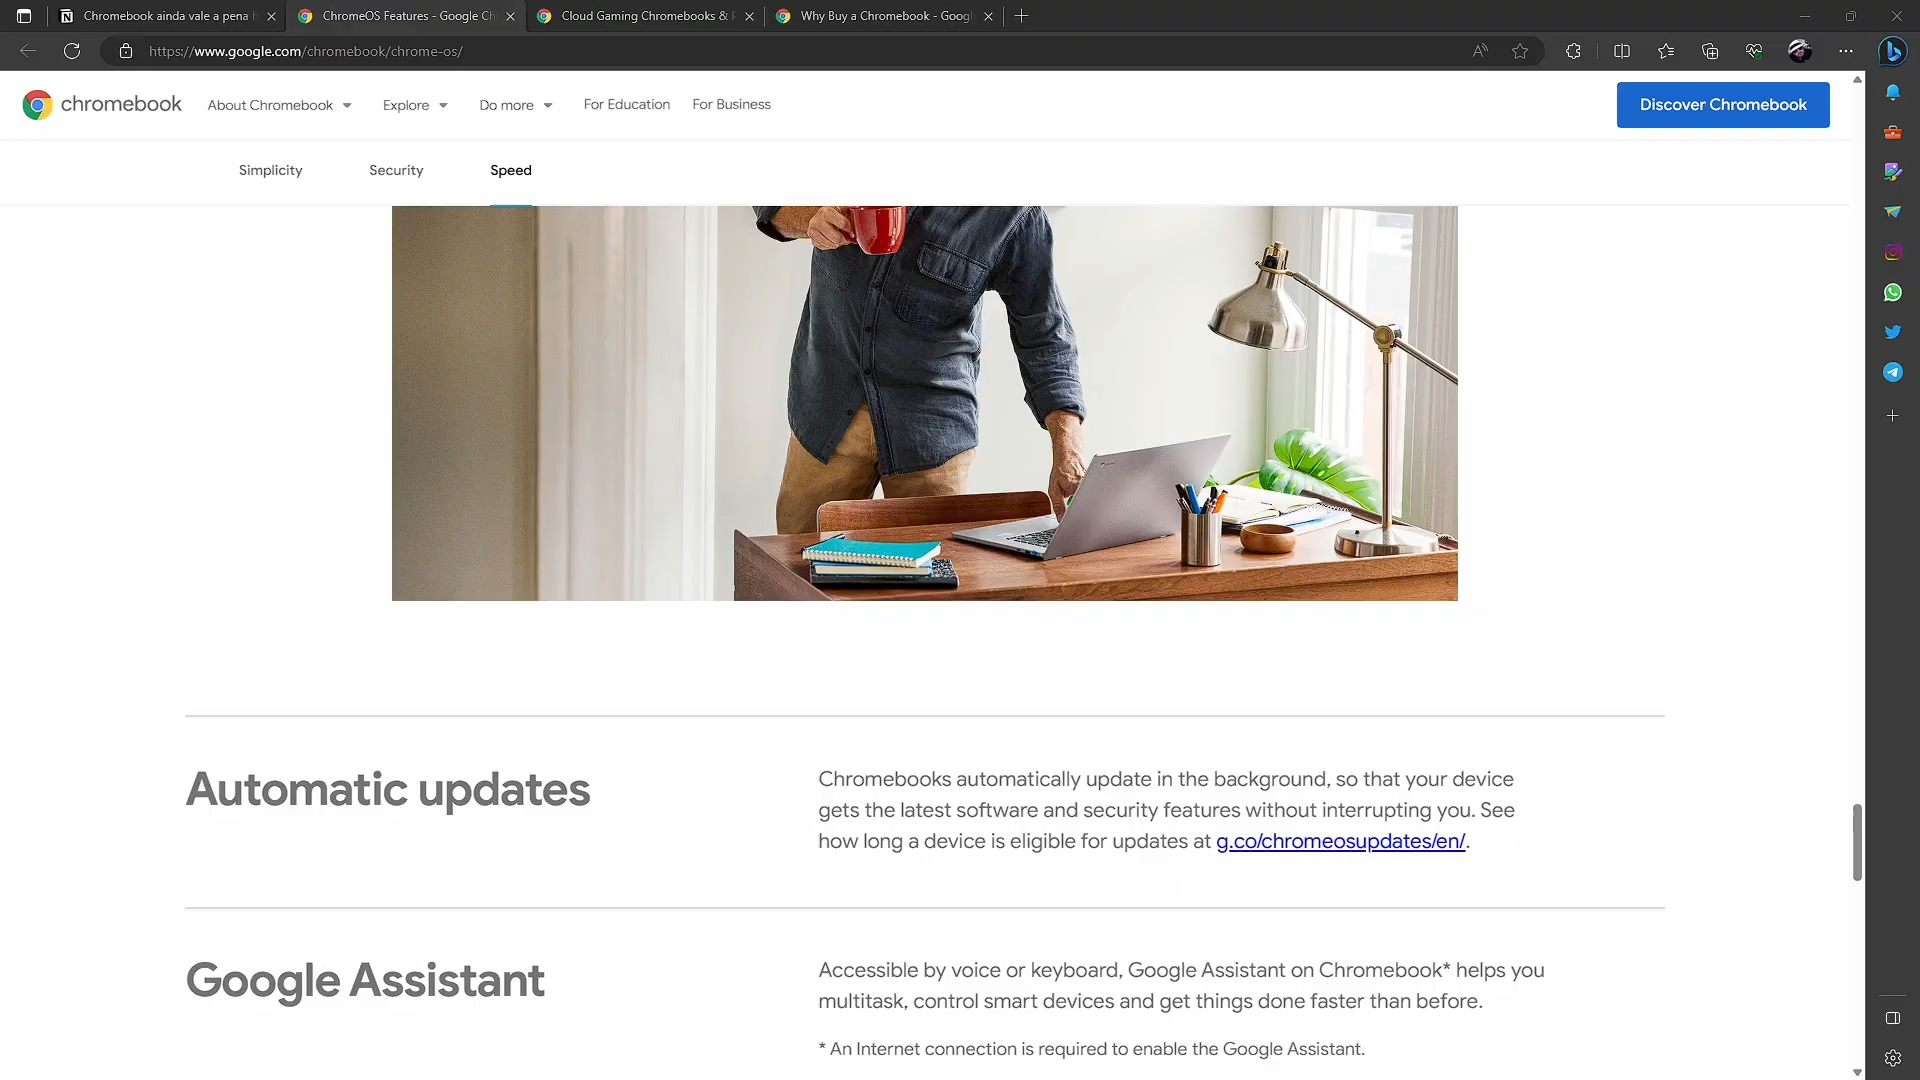 Chromebook ainda vale a pena h
ChromeOS Features - Google Ch
Cloud Gaming Chromebooks & P
Why Buy a Chromebook - Googl
https://www.google.com/chromebook/chrome-os/
chromebook
About Chromebook
Explore
Do more
For Education
For Business
Discover Chromebook
Simplicity
Security
Speed
Automatic updates
Chromebooks automatically update in the background, so that your device
gets the latest software and security features without interrupting you. See
how long a device is eligible for updates at g.co/chromeosupdates/en/.
Google Assistant
Accessible by voice or keyboard, Google Assistant on Chromebook* helps you
multitask, control smart devices and get things done faster than before.
* An Internet connection is required to enable the Google Assistant.